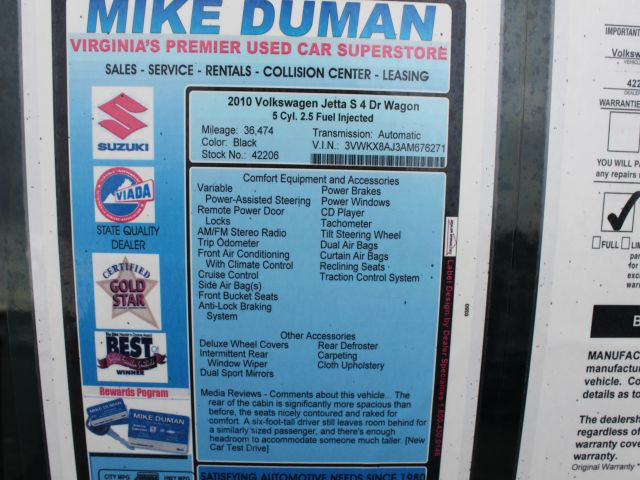 MIKE DUMAN
VIRGINIA'S PREMIER USED CAR SUPERSTORE
SALES - SERVICE - RENTALS - COLLISION CENTER - LEASING
SUZUKI
VIADA
STATE QUALITY
DEALER
CERTIFIED
GOLD
STAR
BEST
WINNER
Rewards Pogram
MIKE DUMAN
2010 Volkswagen Jetta S 4 Dr Wagon
5 Cyl. 2.5 Fuel Injected
Mileage: 36,474 Transmission: Automatic
Color: Black V.I.N.: 3VWKX8AJ3AM676271
Stock No.: 42206
Comfort Equipment and Accessories
Variable
Power-Assisted Steering
Remote Power Door
Locks
AM/FM Stereo Radio
Trip Odometer
Front Air Conditioning
With Climate Control
Cruise Control
Side Air Bag(s)
Front Bucket Seats
Anti-Lock Braking
System
Power Brakes
Power Windows
CD Player
Tachometer
Tilt Steering Wheel
Dual Air Bags
Curtain Air Bags
Reclining Seats
Traction Control System
Other Accessories
Deluxe Wheel Covers
Intermittent Rear
Window Wiper
Dual Sport Mirrors
Rear Defroster
Carpeting
Cloth Upholstery
Media Reviews - Comments about this vehicle... The
rear of the cabin is significantly more spacious than
before, the seats nicely contoured and raked for
comfort. A six-foot-tall driver still leaves room behind for
a similarly sized passenger, and there's enough
headroom to accommodate someone much taller. [New
Car Test Drive]
CITY MPG HWY MPG
SATISFYING AUTOMOTIVE NEEDS SINCE 1980
Label Design by Dealer Specialties
IMPORTANT
Volksw
422
WARRANTIE
YOU WILL PA
any repairs
FULL
MANUFAC
manufactur
vehicle. Co
details as to
The dealersh
regardless of
warranty cove
warranty.
Original Warranty